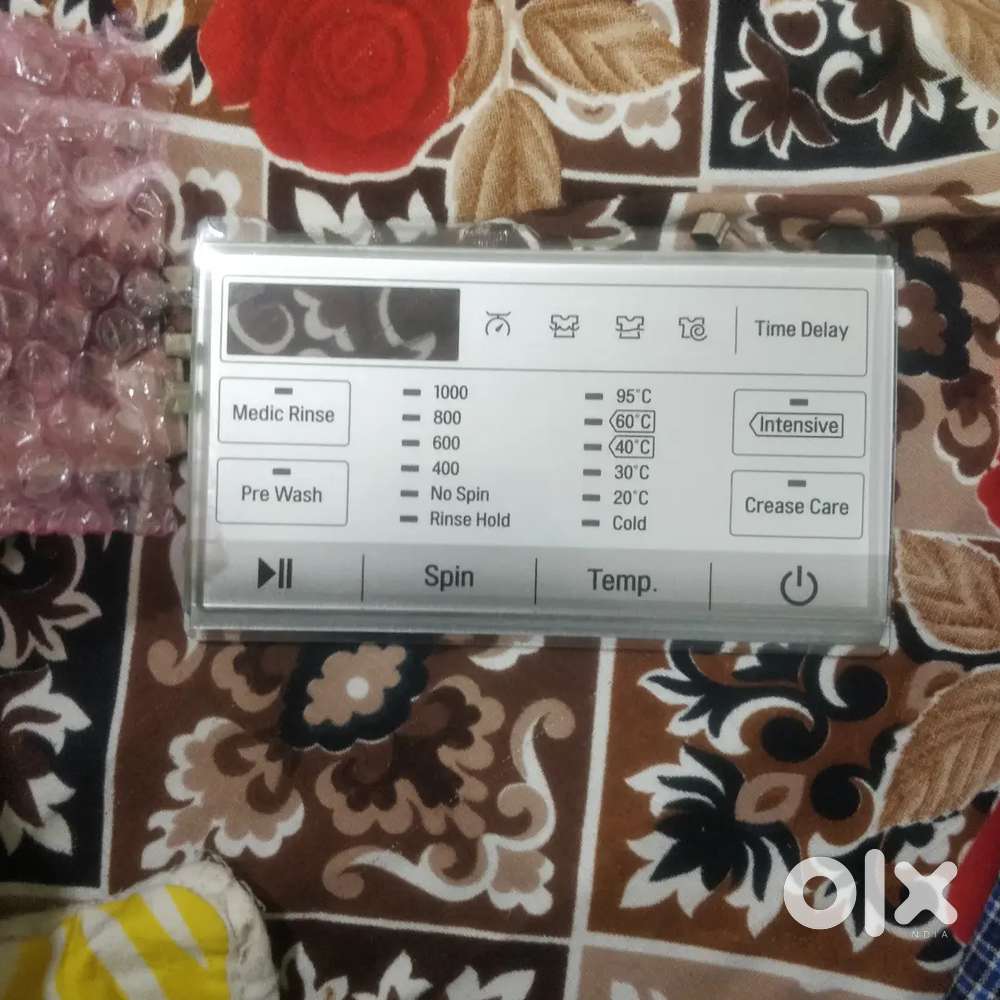 Time Delay
Medic Rinse
Pre Wash
1000
800
600
400
No Spin
Rinse Hold
95°C
60°C
40°C
30°C
20°C
Cold
Intensive
Crease Care
Spin
Temp.
olx
INDIA